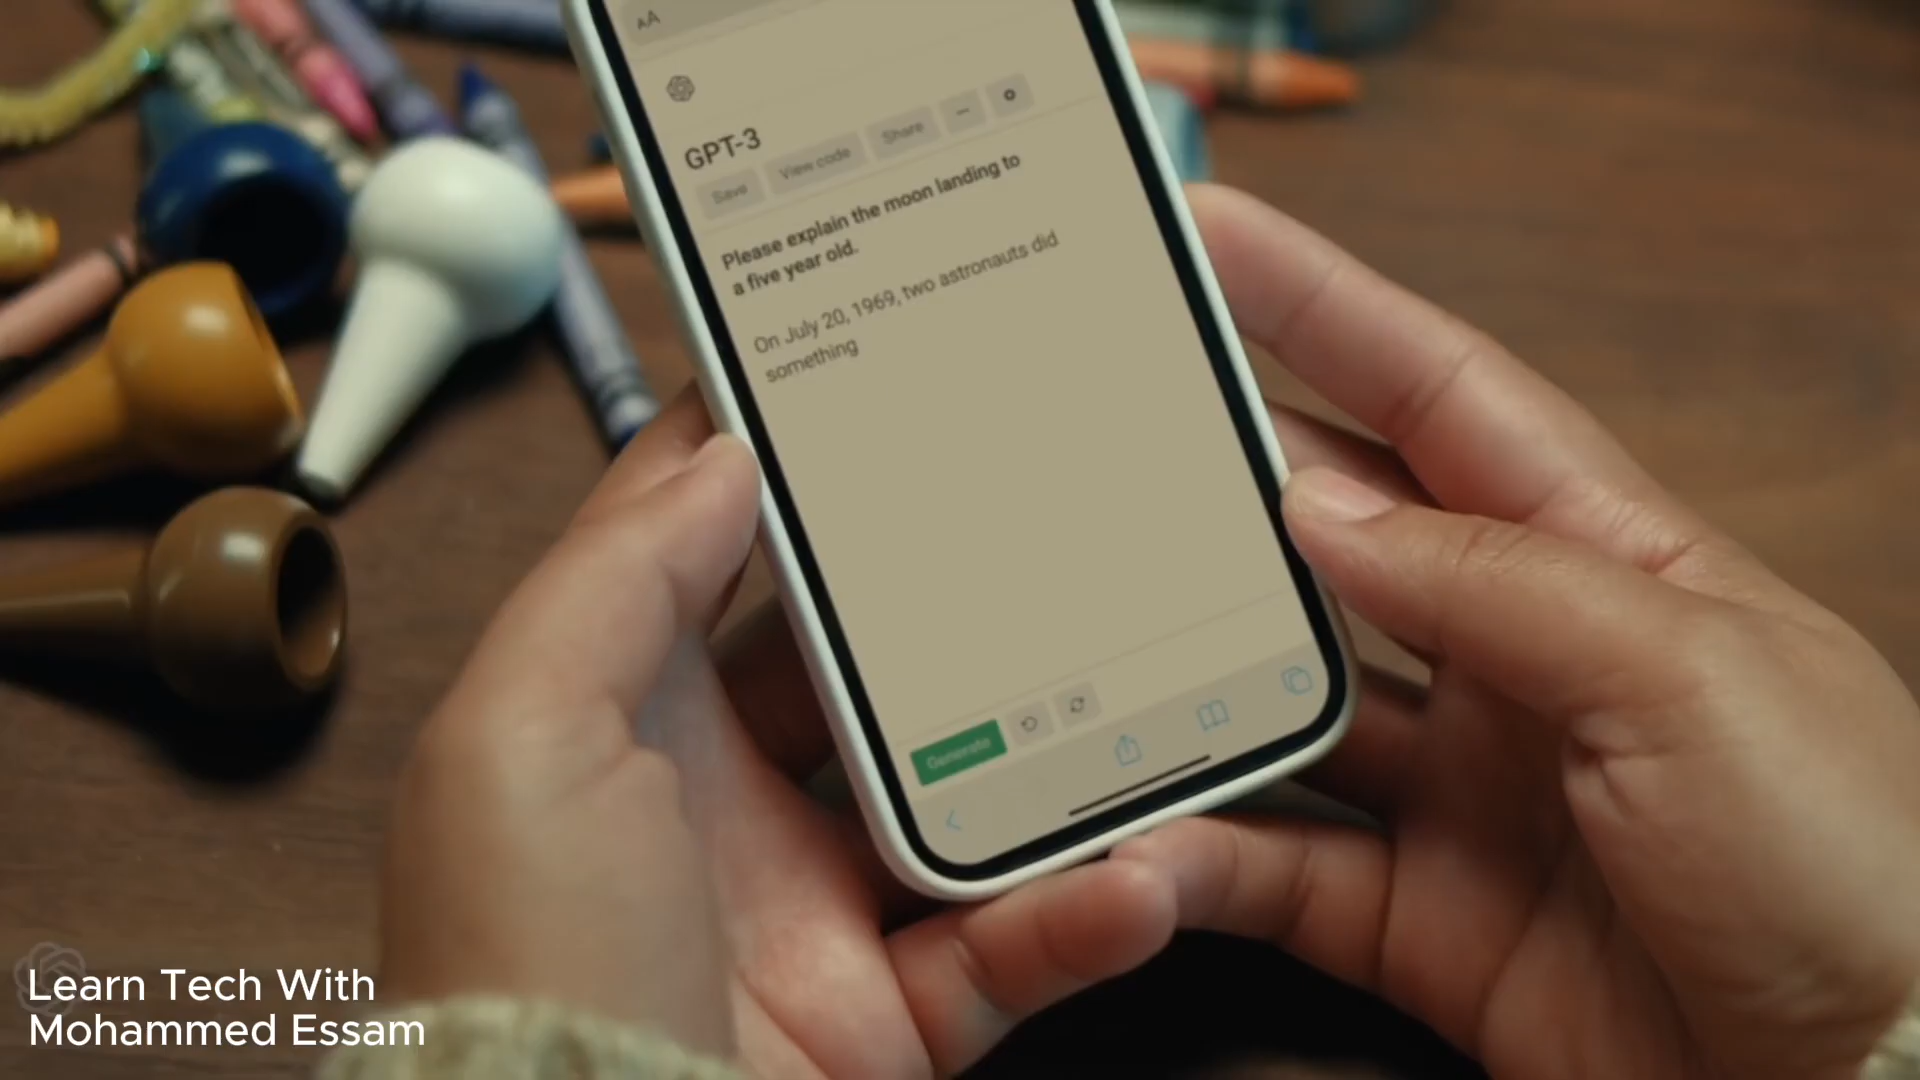 AA
GPT-3
Save
View code
Share
Please explain the moon landing to
a five year old.
On July 20, 1969, two astronauts did
something
Generate
Learn Tech With
Mohammed Essam